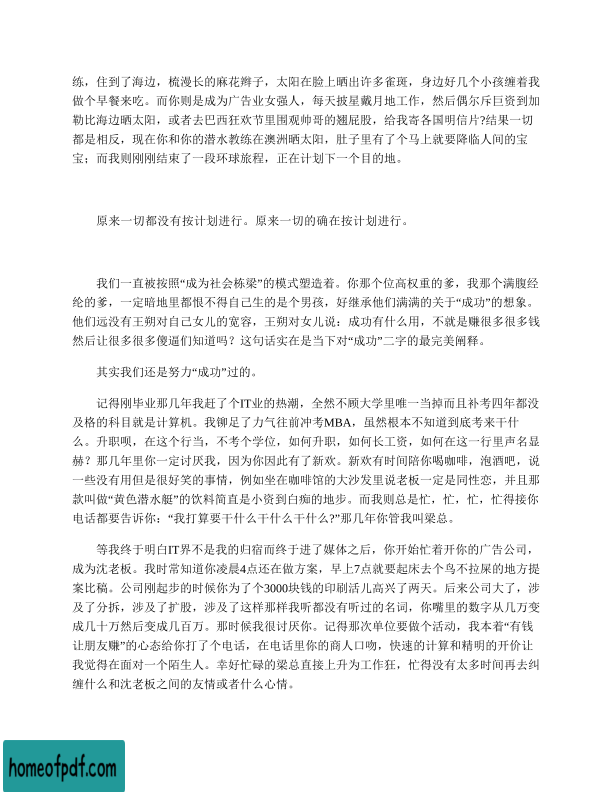 练，住到了海边，梳漫长的麻花辫子，太阳在脸上晒出许多雀斑，身边好几个小孩缠着我
做个早餐来吃。而你则是成为广告业女强人，每天披星戴月地工作，然后偶尔斥巨资到加
勒比海边晒太阳，或者去巴西狂欢节里围观帅哥的翘屁股，给我寄各国明信片?结果一切
都是相反，现在你和你的潜水教练在澳洲晒太阳，肚子里有了个马上就要降临人间的宝
宝；而我则刚刚结束了一段环球旅程，正在计划下一个目的地。
原来一切都没有按计划进行。原来一切的确在按计划进行。
我们一直被按照“成为社会栋梁”的模式塑造着。你那个位高权重的爹，我那个满腹经
纶的爹，一定暗地里都恨不得自己生的是个男孩，好继承他们满满的关于“成功”的想象。
他们远没有王朔对自己女儿的宽容，王朔对女儿说：成功有什么用，不就是赚很多很多钱
然后让很多很多傻逼们知道吗？这句话实在是当下对“成功”二字的最完美阐释。
其实我们还是努力“成功”过的。
记得刚毕业那几年我赶了个IT业的热潮，全然不顾大学里唯一当掉而且补考四年都没
及格的科目就是计算机。我铆足了力气往前冲考MBA，虽然根本不知道到底考来干什
么。升职呗，在这个行当，不考个学位，如何升职，如何长工资，如何在这一行里声名显
赫？那几年里你一定讨厌我，因为你因此有了新欢。新欢有时间陪你喝咖啡，泡酒吧，说
一些没有用但是很好笑的事情，例如坐在咖啡馆的大沙发里说老板一定是同性恋，并且那
款叫做“黄色潜水艇”的饮料简直是小资到白痴的地步。而我则总是忙，忙，忙，忙得接你
电话都要告诉你：“我打算要干什么干什么干什么?”那几年你管我叫梁总。
等我终于明白IT界不是我的归宿而终于进了媒体之后，你开始忙着开你的广告公司，
成为沈老板。我时常知道你凌晨4点还在做方案，早上7点就要起床去个鸟不拉屎的地方提
案比稿。公司刚起步的时候你为了个3000块钱的印刷活儿高兴了两天。后来公司大了，涉
及了分拆，涉及了扩股，涉及了这样那样我听都没有听过的名词，你嘴里的数字从几万变
成几十万然后变成几百万。那时候我很讨厌你。记得那次单位要做个活动，我本着“有钱
让朋友赚”的心态给你打了个电话，在电话里你的商人口吻，快速的计算和精明的开价让
我觉得在面对一个陌生人。幸好忙碌的梁总直接上升为工作狂，忙得没有太多时间再去纠
缠什么和沈老板之间的友情或者什么心情。
homeofpdf.com